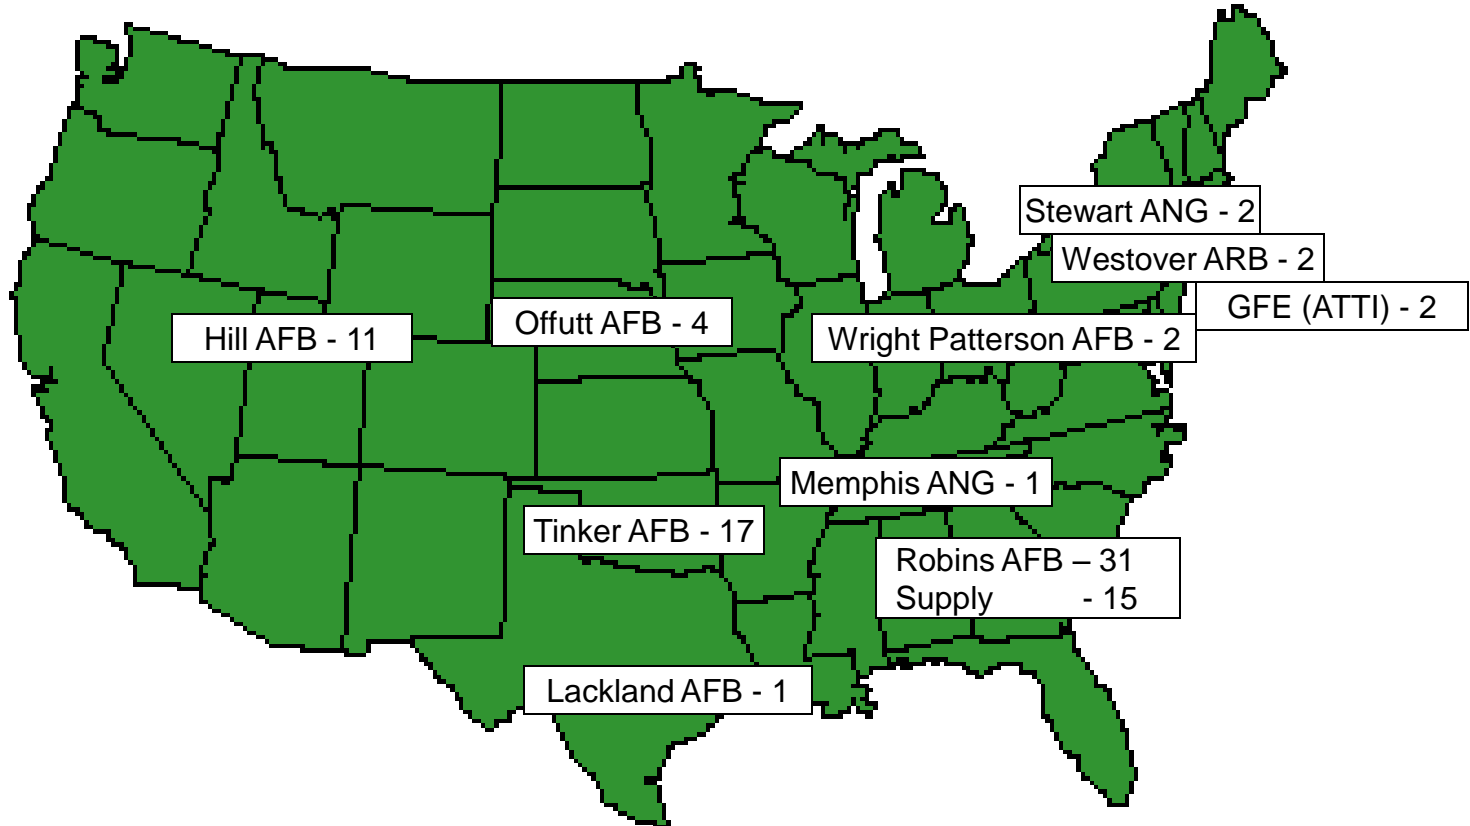 Stewart ANG - 2
Westover ARB - 2
GFE (ATTI) - 2
Offutt AFB - 4
Hill AFB - 11
Wright Patterson AFB - 2
Memphis ANG - 1
Tinker AFB - 17
Robins AFB – 31
Supply - 15
Lackland AFB - 1